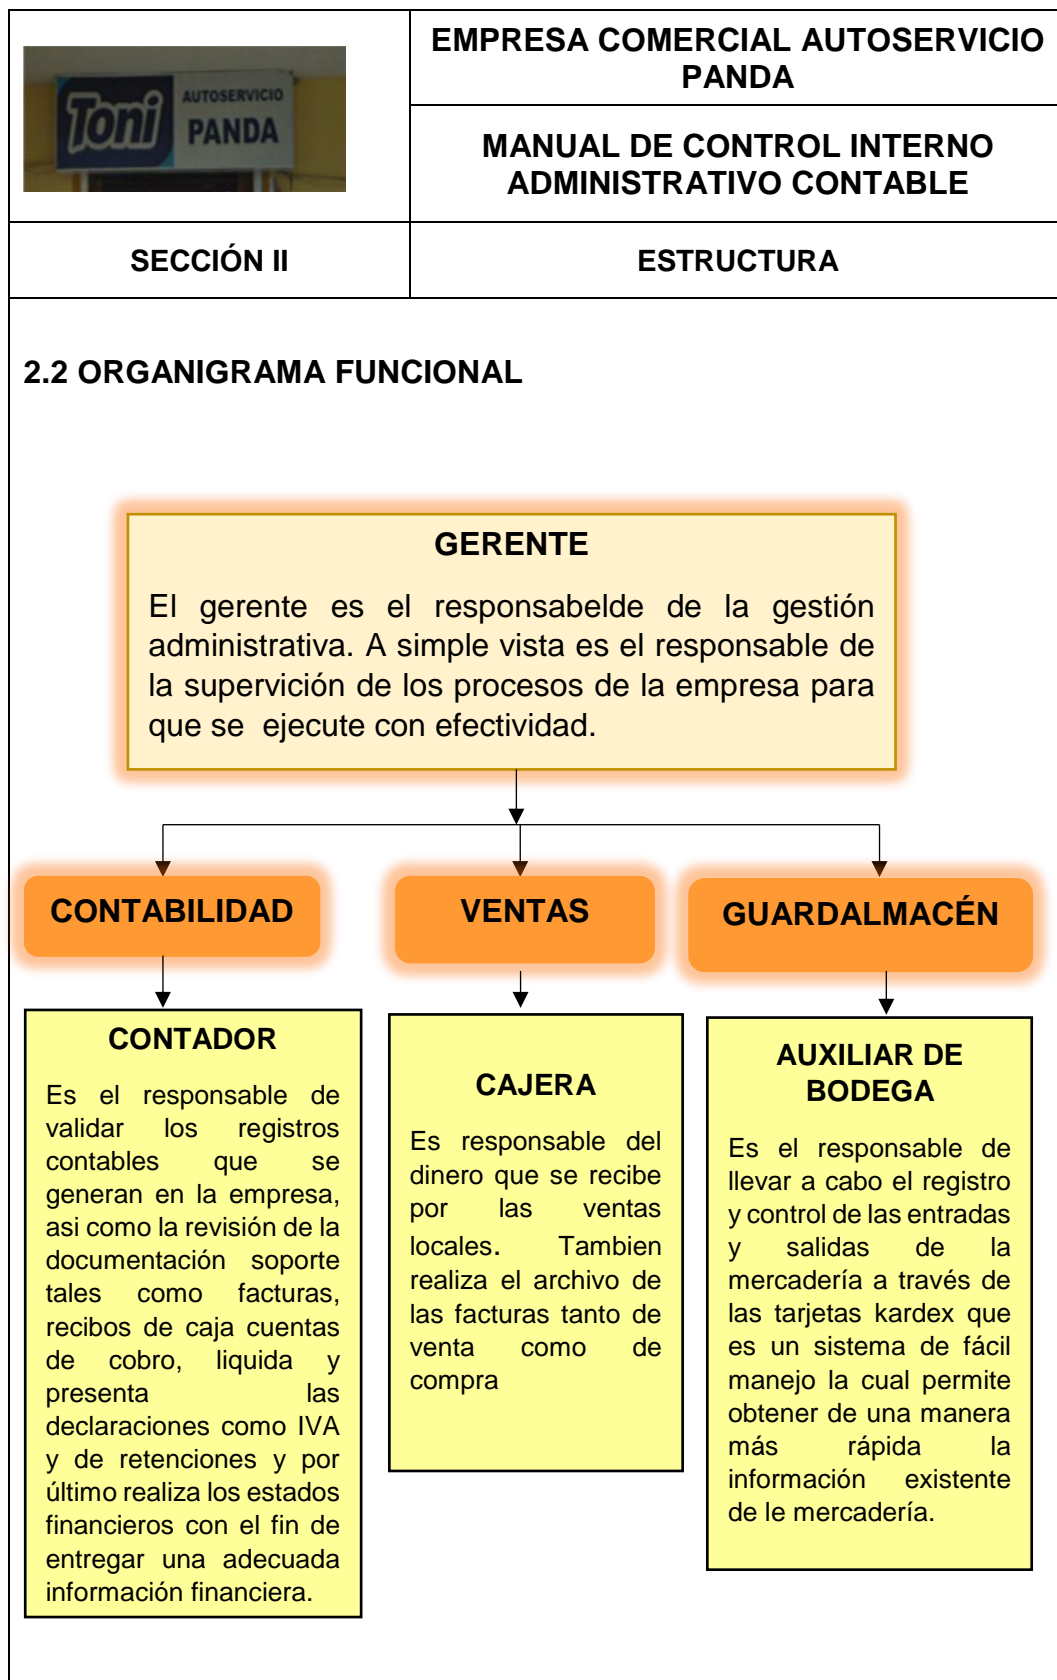 Toni
AUTOSERVICIO
PANDA
EMPRESA COMERCIAL AUTOSERVICIO
PANDA
MANUAL DE CONTROL INTERNO
ADMINISTRATIVO CONTABLE
SECCIÓN II
ESTRUCTURA
2.2 ORGANIGRAMA FUNCIONAL
GERENTE
El gerente es el responsabelde de la gestión
administrativa. A simple vista es el responsable de
la supervición de los procesos de la empresa para
que se ejecute con efectividad.
CONTABILIDAD
VENTAS
GUARDALMACÉN
CONTADOR
Es el responsable de
validar los registros
contables que se
generan en la empresa,
asi como la revisión de la
documentación soporte
tales como facturas,
recibos de caja cuentas
de cobro, liquida y
presenta las
declaraciones como IVA
y de retenciones y por
último realiza los estados
financieros con el fin de
entregar una adecuada
información financiera.
CAJERA
Es responsable del
dinero que se recibe
por las ventas
locales. Tambien
realiza el archivo de
las facturas tanto de
venta como de
compra
AUXILIAR DE
BODEGA
Es el responsable de
llevar a cabo el registro
y control de las entradas
y salidas de la
mercadería a través de
las tarjetas kardex que
es un sistema de fácil
manejo la cual permite
obtener de una manera
más rápida la
información existente
de le mercadería.